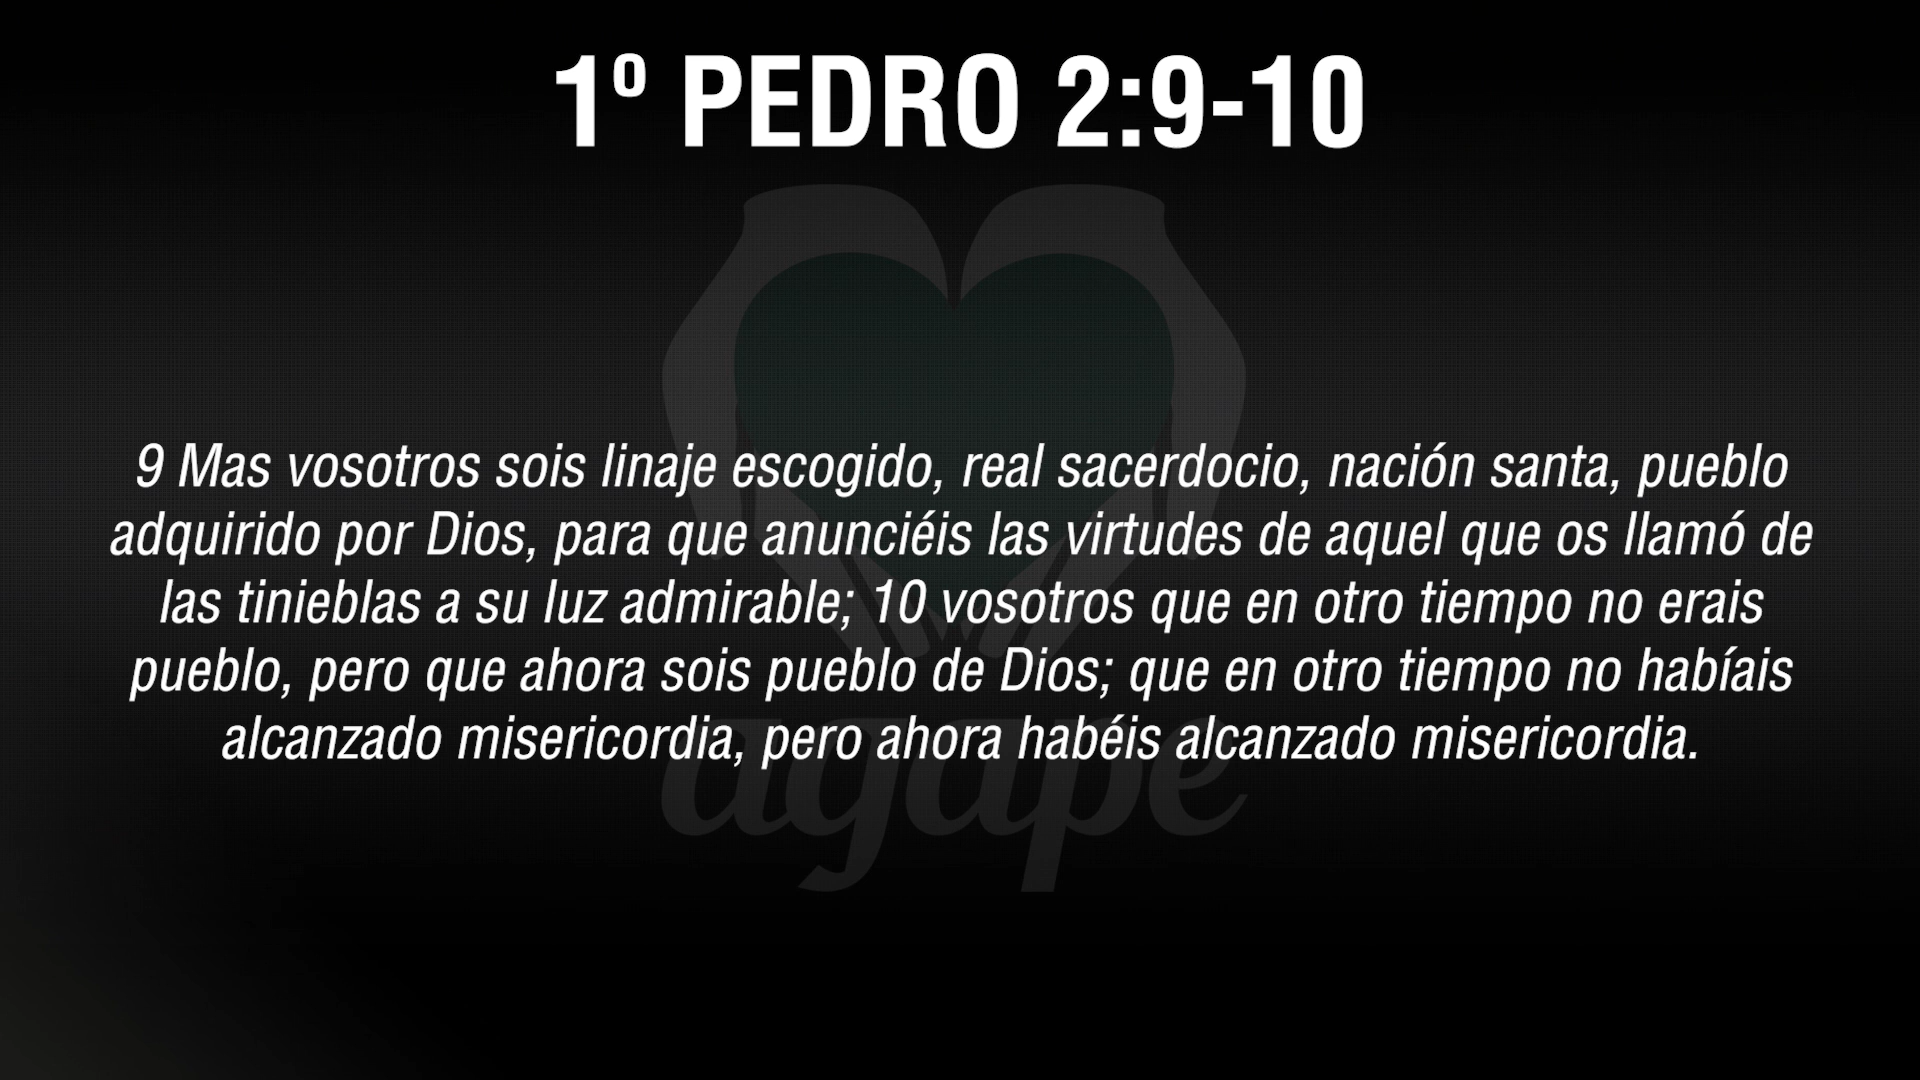 1º PEDRO 2:9-10
9 Mas vosotros sois linaje escogido, real sacerdocio, nación santa, pueblo
adquirido por Dios, para que anunciéis las virtudes de aquel que os llamó de
las tinieblas a su luz admirable; 10 vosotros que en otro tiempo no erais
pueblo, pero que ahora sois pueblo de Dios; que en otro tiempo no habíais
alcanzado misericordia, pero ahora habéis alcanzado misericordia.
agape